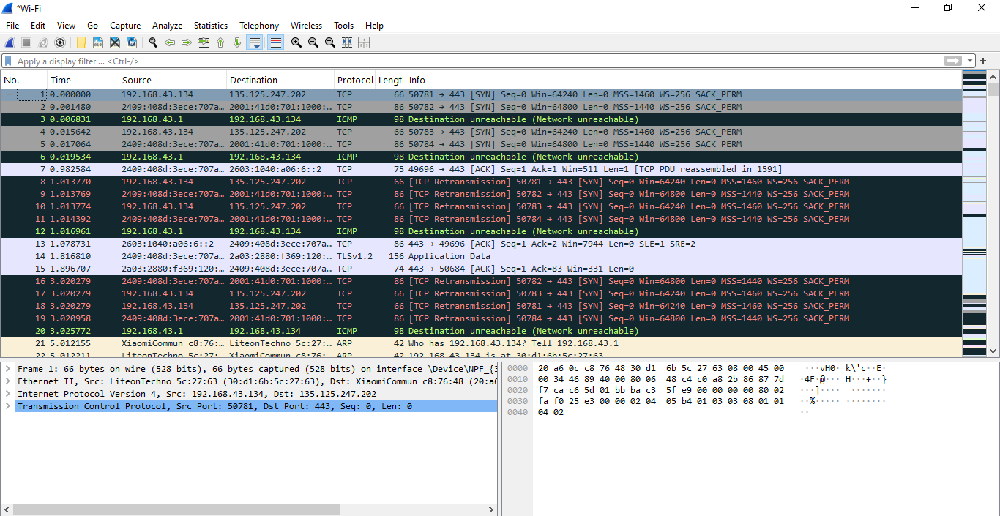 *Wi-Fi
File Edit View Go Capture Analyze Statistics Telephony Wireless Tools Help
Apply a display filter … <Ctrl-/>
No. Time Source Destination Protocol Lengtl Info
1 0.000000 192.168.43.134 135.125.247.202 TCP 66 50781 → 443 [SYN] Seq=0 Win=64240 Len=0 MSS=1460 WS=256 SACK_PERM
2 0.001480 2409:408d:3ece:707a… 2001:41d0:701:1000:… TCP 86 50782 → 443 [SYN] Seq=0 Win=64800 Len=0 MSS=1440 WS=256 SACK_PERM
3 0.006831 192.168.43.1 192.168.43.134 ICMP 98 Destination unreachable (Network unreachable)
4 0.015642 192.168.43.134 135.125.247.202 TCP 66 50783 → 443 [SYN] Seq=0 Win=64240 Len=0 MSS=1460 WS=256 SACK_PERM
5 0.017064 2409:408d:3ece:707a… 2001:41d0:701:1000:… TCP 86 50784 → 443 [SYN] Seq=0 Win=64800 Len=0 MSS=1440 WS=256 SACK_PERM
6 0.019534 192.168.43.1 192.168.43.134 ICMP 98 Destination unreachable (Network unreachable)
7 0.982584 2409:408d:3ece:707a… 2603:1040:a06:6::2 TCP 75 49696 → 443 [ACK] Seq=1 Ack=1 Win=511 Len=1 [TCP PDU reassembled in 1591]
8 1.013770 192.168.43.134 135.125.247.202 TCP 66 [TCP Retransmission] 50781 → 443 [SYN] Seq=0 Win=64240 Len=0 MSS=1460 WS=256 SACK_PERM
9 1.013769 2409:408d:3ece:707a… 2001:41d0:701:1000:… TCP 86 [TCP Retransmission] 50782 → 443 [SYN] Seq=0 Win=64800 Len=0 MSS=1440 WS=256 SACK_PERM
10 1.013774 192.168.43.134 135.125.247.202 TCP 66 [TCP Retransmission] 50783 → 443 [SYN] Seq=0 Win=64240 Len=0 MSS=1460 WS=256 SACK_PERM
11 1.014392 2409:408d:3ece:707a… 2001:41d0:701:1000:… TCP 86 [TCP Retransmission] 50784 → 443 [SYN] Seq=0 Win=64800 Len=0 MSS=1440 WS=256 SACK_PERM
12 1.016961 192.168.43.1 192.168.43.134 ICMP 98 Destination unreachable (Network unreachable)
13 1.078731 2603:1040:a06:6::2 2409:408d:3ece:707a… TCP 86 443 → 49696 [ACK] Seq=1 Ack=2 Win=7944 Len=0 SLE=1 SRE=2
14 1.816810 2409:408d:3ece:707a… 2a03:2880:f369:120:… TLSv1.2 156 Application Data
15 1.896707 2a03:2880:f369:120:… 2409:408d:3ece:707a… TCP 74 443 → 50684 [ACK] Seq=1 Ack=83 Win=331 Len=0
16 3.020279 2409:408d:3ece:707a… 2001:41d0:701:1000:… TCP 86 [TCP Retransmission] 50782 → 443 [SYN] Seq=0 Win=64800 Len=0 MSS=1440 WS=256 SACK_PERM
17 3.020279 192.168.43.134 135.125.247.202 TCP 66 [TCP Retransmission] 50783 → 443 [SYN] Seq=0 Win=64240 Len=0 MSS=1460 WS=256 SACK_PERM
18 3.020279 192.168.43.134 135.125.247.202 TCP 66 [TCP Retransmission] 50781 → 443 [SYN] Seq=0 Win=64240 Len=0 MSS=1460 WS=256 SACK_PERM
19 3.020958 2409:408d:3ece:707a… 2001:41d0:701:1000:… TCP 86 [TCP Retransmission] 50784 → 443 [SYN] Seq=0 Win=64800 Len=0 MSS=1440 WS=256 SACK_PERM
20 3.025772 192.168.43.1 192.168.43.134 ICMP 98 Destination unreachable (Network unreachable)
21 5.012155 XiaomiCommun_c8:76:… LiteonTechno_5c:27:… ARP 42 Who has 192.168.43.134? Tell 192.168.43.1
22 5.012211 LiteonTechno_5c:27: XiaomiCommun_c8:76: ARP 42 192.168.43.134 is at 30:d1:6b:5c:27:63
Frame 1: 66 bytes on wire (528 bits), 66 bytes captured (528 bits) on interface \Device\NPF_{3
Ethernet II, Src: LiteonTechno_5c:27:63 (30:d1:6b:5c:27:63), Dst: XiaomiCommun_c8:76:48 (20:a6
Internet Protocol Version 4, Src: 192.168.43.134, Dst: 135.125.247.202
Transmission Control Protocol, Src Port: 50781, Dst Port: 443, Seq: 0, Len: 0
0000 20 a6 0c c8 76 48 30 d1 6b 5c 27 63 08 00 45 00 ···vH0· k\'c··E·
0010 00 34 46 89 40 00 80 06 48 c4 c0 a8 2b 86 87 7d ·4F·@··· H···+··}
0020 f7 ca c6 5d 01 bb ba c3 5f e9 00 00 00 00 80 02 ···]···· _·······
0030 fa f0 25 e3 00 00 02 04 05 b4 01 03 03 08 01 01 ··%····· ········
0040 04 02 ··